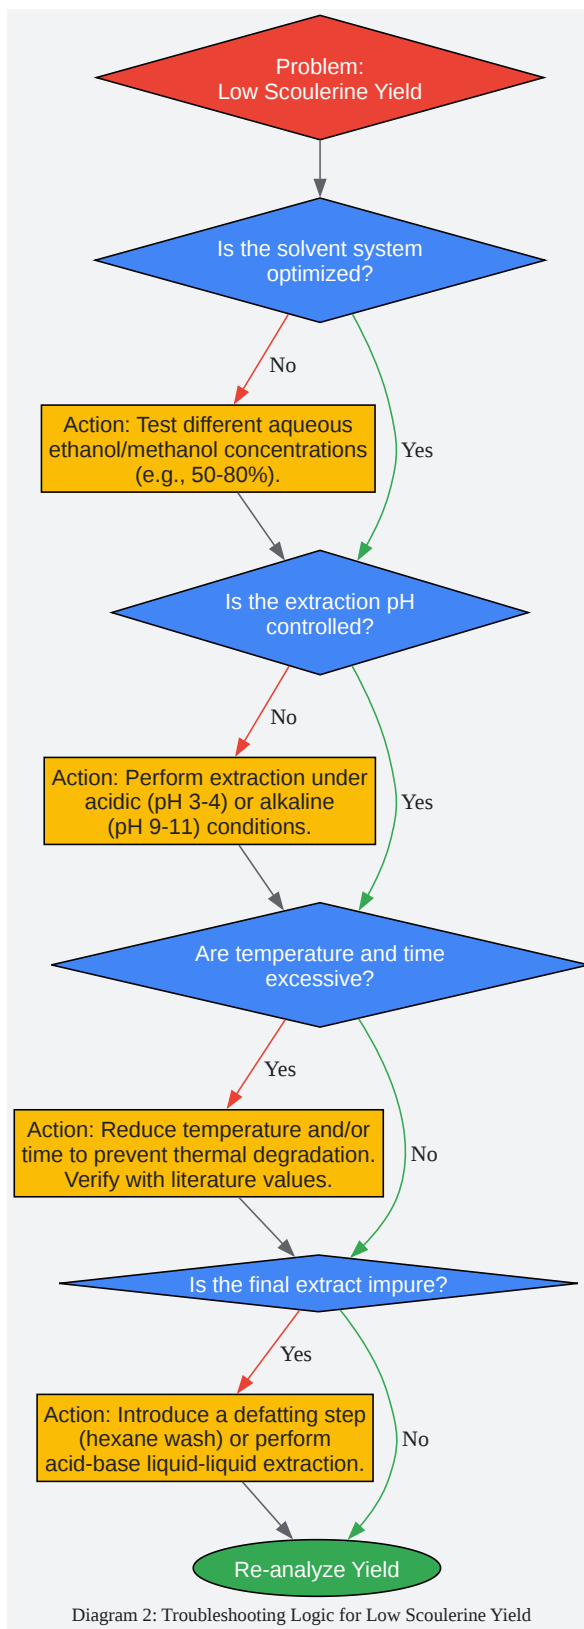 Problem:
Low Scoulerine Yield
Is the solvent system
optimized?
No
Action: Test different aqueous
ethanol/methanol concentrations
(e.g., 50-80%).
Yes
Is the extraction pH
controlled?
No
Action: Perform extraction under
acidic (pH 3-4) or alkaline
(pH 9-11) conditions.
Yes
Are temperature and time
excessive?
Yes
Action: Reduce temperature and/or
time to prevent thermal degradation.
Verify with literature values.
No
Is the final extract impure?
Yes
Action: Introduce a defatting step
(hexane wash) or perform
acid-base liquid-liquid extraction.
No
Re-analyze Yield
Diagram 2: Troubleshooting Logic for Low Scoulerine Yield